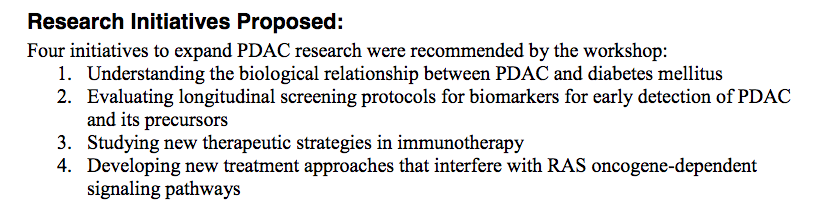 Research Initiatives Proposed:
Four initiatives to expand PDAC research were recommended by the workshop:
1. Understanding the biological relationship between PDAC and diabetes mellitus
2. Evaluating longitudinal screening protocols for biomarkers for early detection of PDAC
and its precursors
3. Studying new therapeutic strategies in immunotherapy
4. Developing new treatment approaches that interfere with RAS oncogene-dependent
signaling pathways